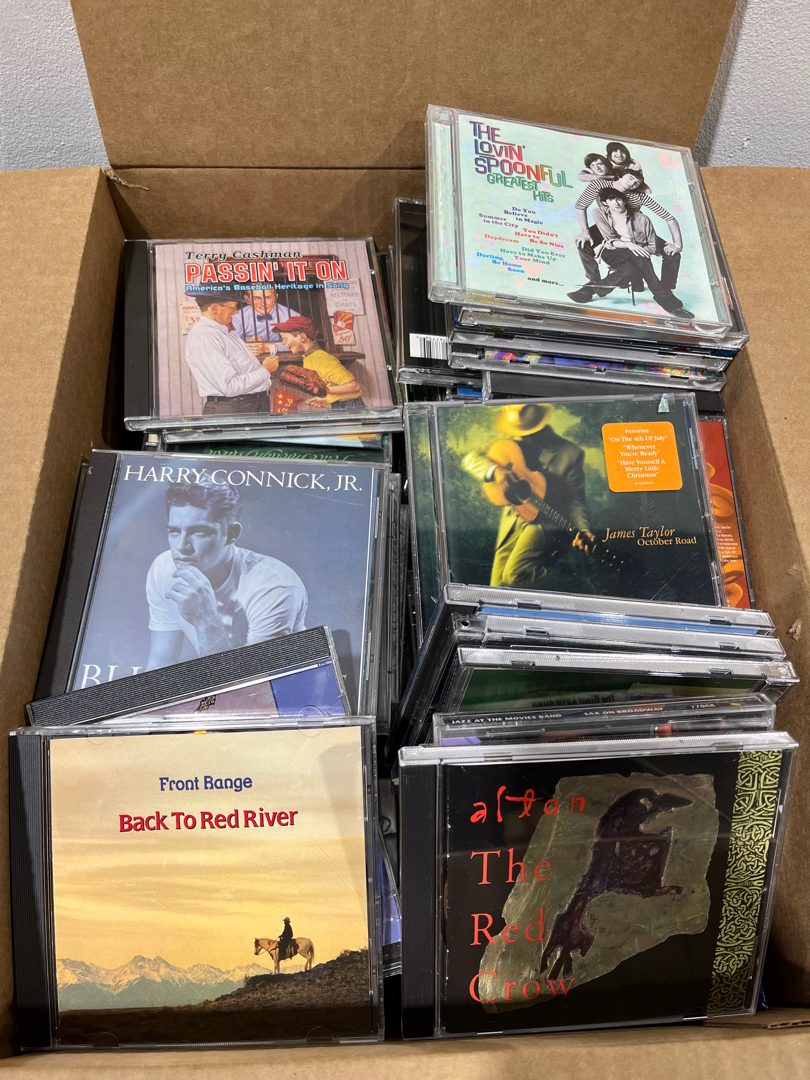 THE
LOVIN'
SPOONFUL
GREATEST HITS
Do You
Believe
in Magic
Summer
in the City
You Didn't
Have to
Be So Nice
Daydream
Did You Ever
Have to Make Up
Your Mind
Darling,
Be Home
Soon
and more...
Terry Cashman
PASSIN' IT ON
America's Baseball Heritage in Song
ALL STARS
GIANTS
HARRY CONNICK, JR.
Featuring
"On The 4th Of July"
"Whenever
You're Ready"
"Have Yourself A
Merry Little
Christmas"
James Taylor
October Road
JAZZ AT THE MOVIES BAND SAX ON BROADWAY
Front Range
Back To Red River
altan
The
Red
Crow